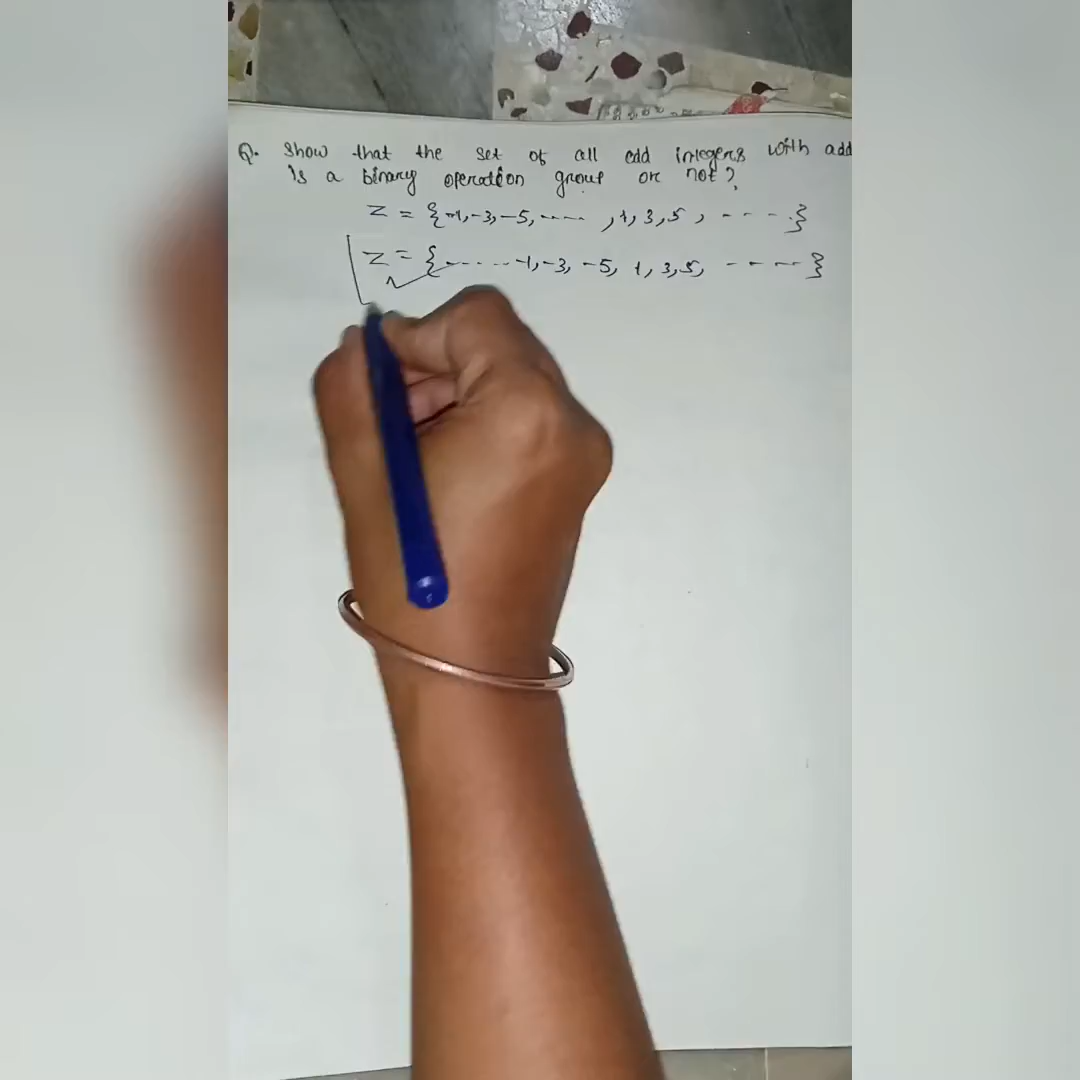 Q. Show that the set of all odd integers with add
Is a binary operation group or not?
Z = {-1,-3,-5,...... , 1, 3, 5, ......}
Z = {......-1,-3, -5, 1, 3, 5, ......}